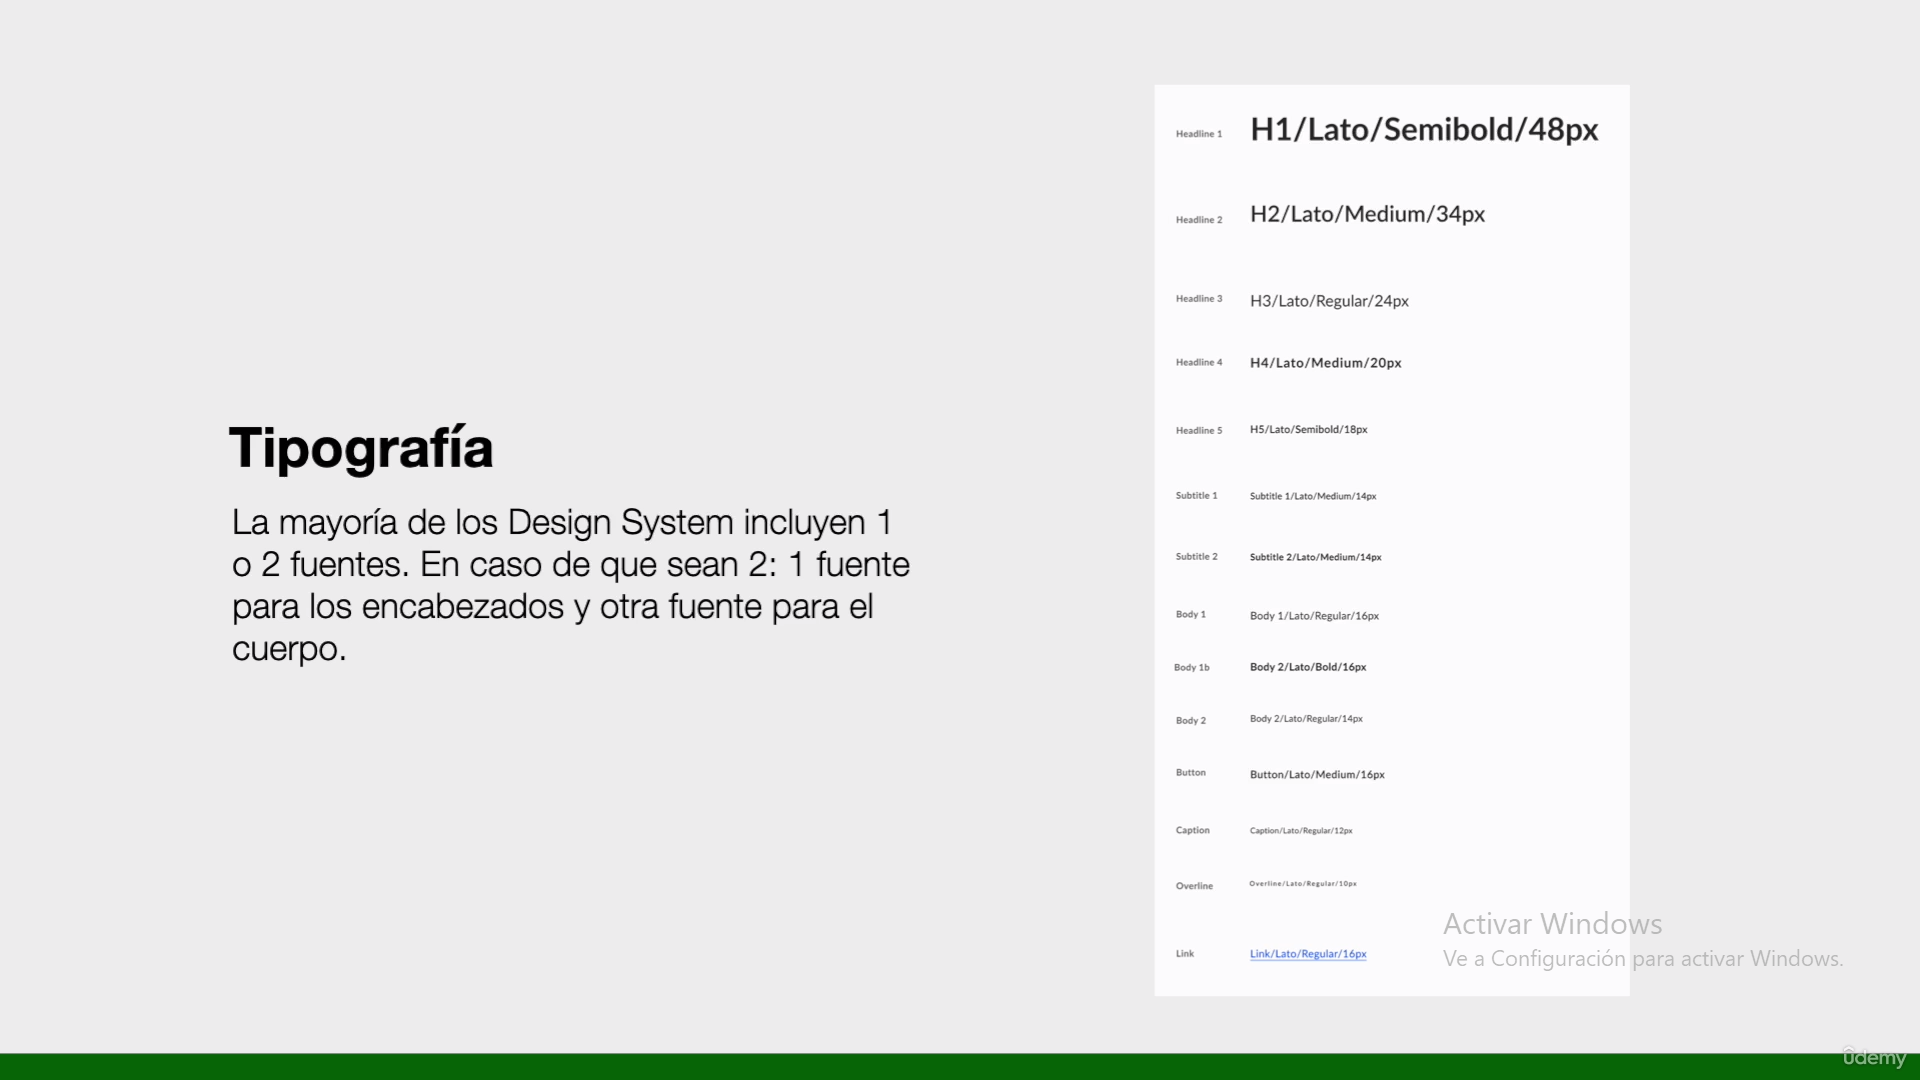 Tipografía
La mayoría de los Design System incluyen 1
o 2 fuentes. En caso de que sean 2: 1 fuente
para los encabezados y otra fuente para el
cuerpo.
Headline 1 H1/Lato/Semibold/48px
Headline 2 H2/Lato/Medium/34px
Headline 3 H3/Lato/Regular/24px
Headline 4 H4/Lato/Medium/20px
Headline 5 H5/Lato/Semibold/18px
Subtitle 1 Subtitle 1/Lato/Medium/14px
Subtitle 2 Subtitle 2/Lato/Medium/14px
Body 1 Body 1/Lato/Regular/16px
Body 1b Body 2/Lato/Bold/16px
Body 2 Body 2/Lato/Regular/14px
Button Button/Lato/Medium/16px
Caption Caption/Lato/Regular/12px
Overline Overline/Lato/Regular/10px
Link Link/Lato/Regular/16px
Activar Windows
Ve a Configuración para activar Windows.
ûdemy